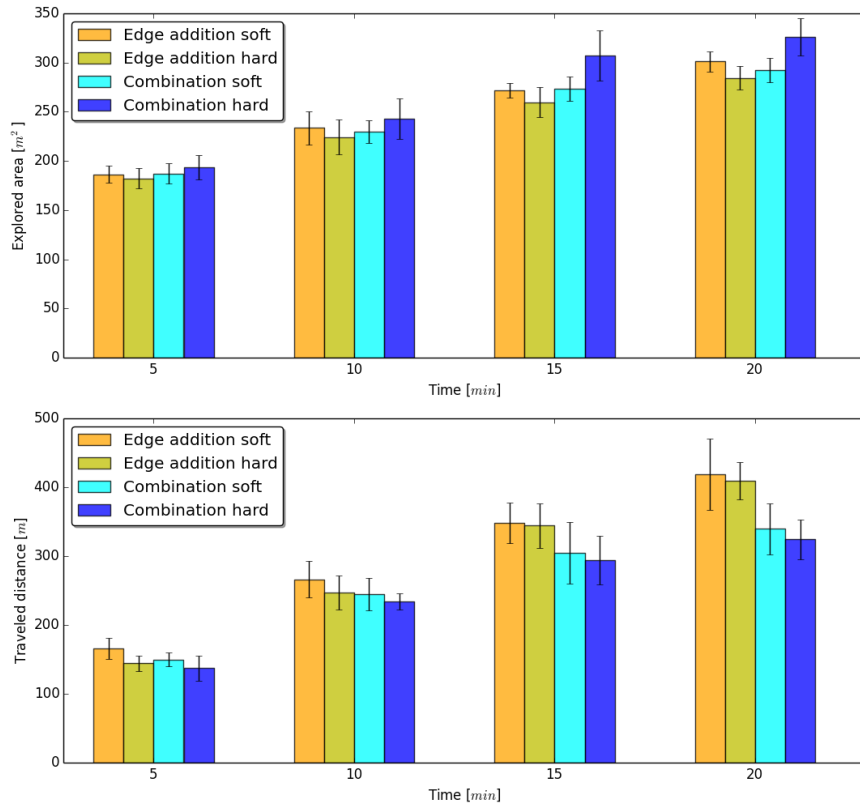 350
300
250
200
150
100
50
0
Explored area [m²]
Edge addition soft
Edge addition hard
Combination soft
Combination hard
5 10 15 20
Time [min]
500
400
300
200
100
0
Traveled distance [m]
Edge addition soft
Edge addition hard
Combination soft
Combination hard
5 10 15 20
Time [min]